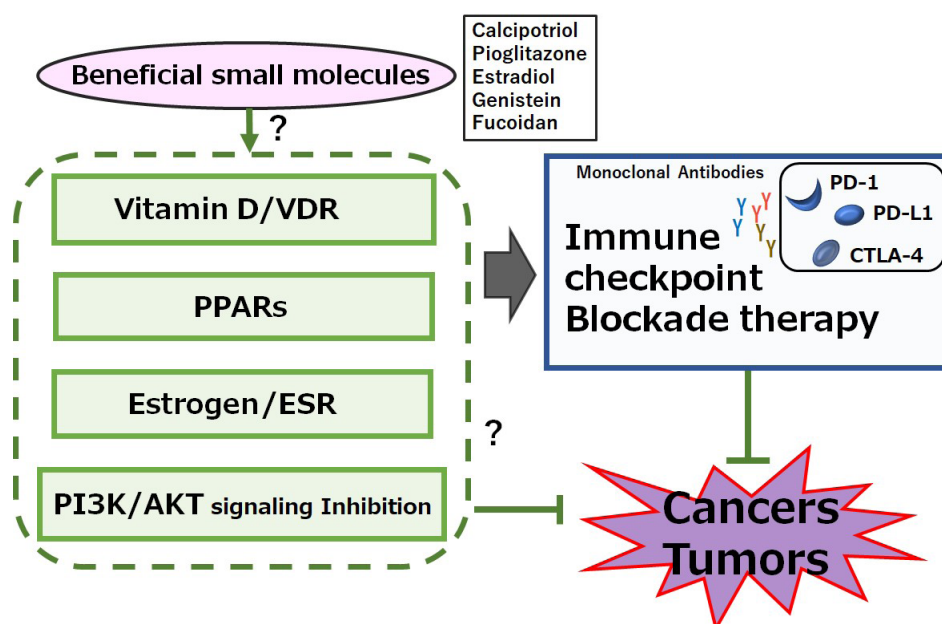 Beneficial small molecules
Calcipotriol
Pioglitazone
Estradiol
Genistein
Fucoidan
?
Vitamin D/VDR
PPARs
Estrogen/ESR
PI3K/AKT signaling Inhibition
Monoclonal Antibodies
PD-1
PD-L1
CTLA-4
Immune
checkpoint
Blockade therapy
?
Cancers
Tumors